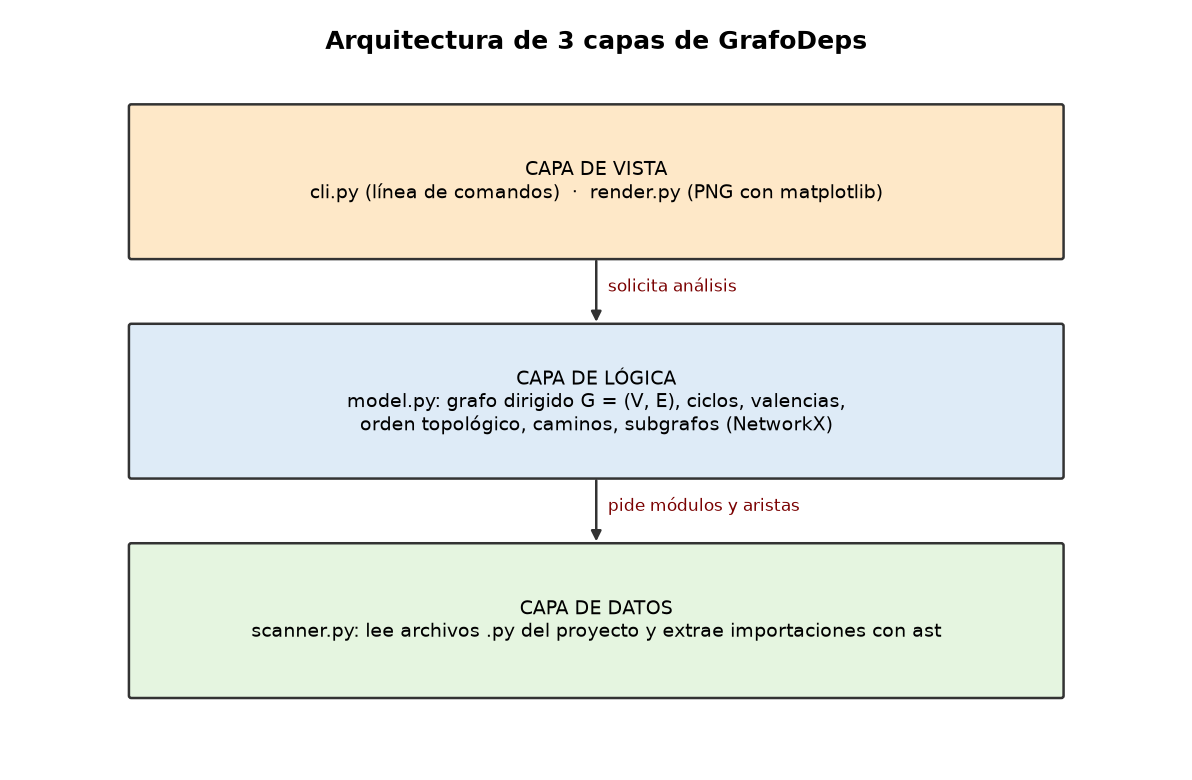 Arquitectura de 3 capas de GrafoDeps
CAPA DE VISTA
cli.py (línea de comandos)  ·  render.py (PNG con matplotlib)
solicita análisis
CAPA DE LÓGICA
model.py: grafo dirigido G = (V, E), ciclos, valencias,
orden topológico, caminos, subgrafos (NetworkX)
pide módulos y aristas
CAPA DE DATOS
scanner.py: lee archivos .py del proyecto y extrae importaciones con ast